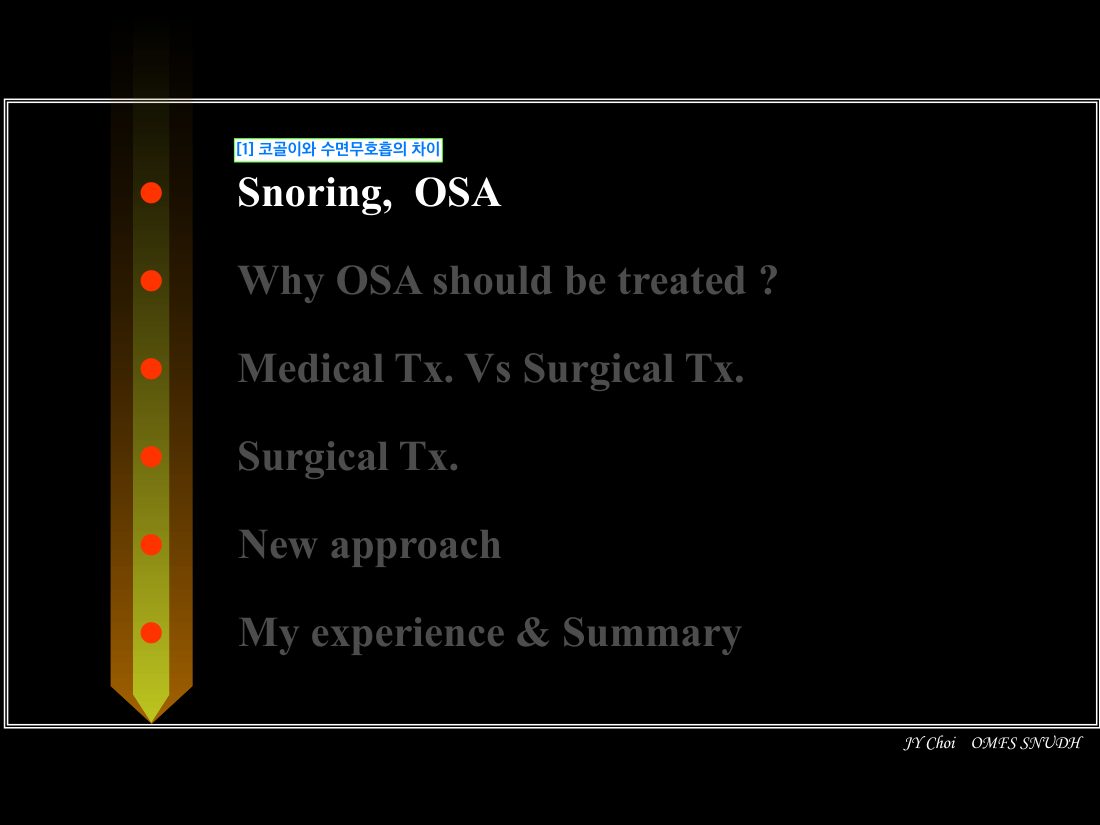 [1] 코골이와 수면무호흡의 차이
Snoring, OSA
Why OSA should be treated ?
Medical Tx. Vs Surgical Tx.
Surgical Tx.
New approach
My experience & Summary
JY Choi OMFS SNUDH